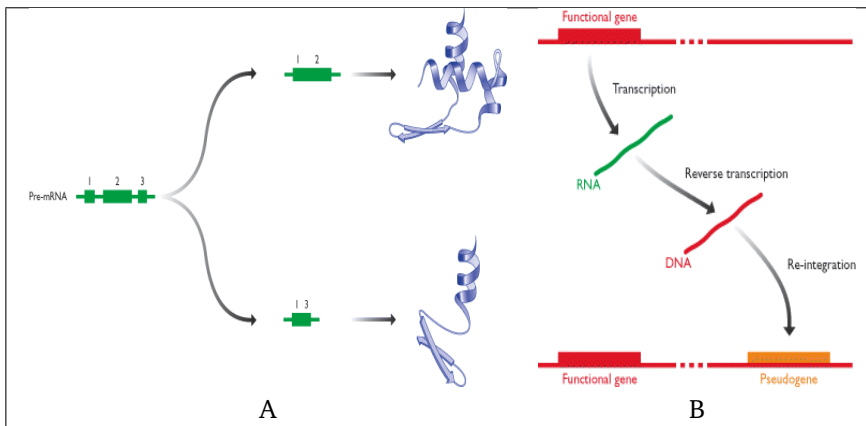 1 2
1 2 3
Pre-mRNA
1 3
A
Functional gene
Transcription
RNA
Reverse transcription
DNA
Re-integration
Functional gene
Pseudogene
B